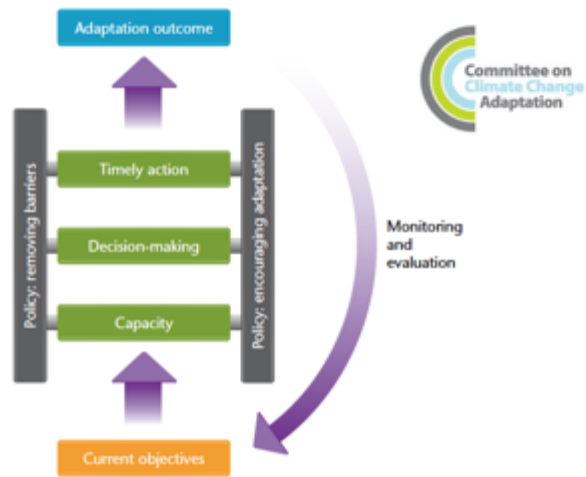 Adaptation outcome
Committee on
Climate Change
Adaptation
Policy: removing barriers
Timely action
Decision-making
Capacity
Policy: encouraging adaptation
Monitoring
and
evaluation
Current objectives